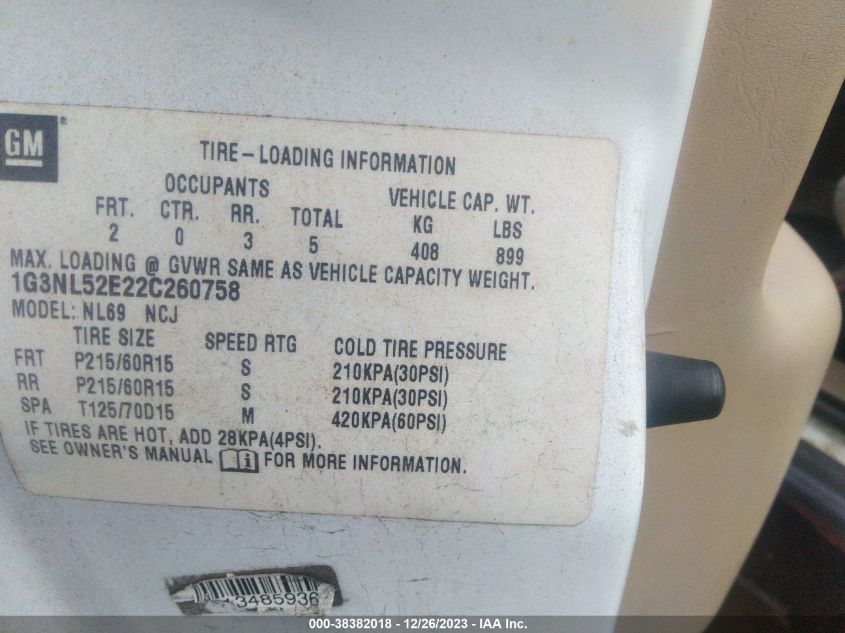 GM®
TIRE-LOADING INFORMATION
OCCUPANTS VEHICLE CAP. WT.
FRT. CTR. RR. TOTAL KG LBS
2 0 3 5 408 899
MAX. LOADING @ GVWR SAME AS VEHICLE CAPACITY WEIGHT.
1G3NL52E22C260758
MODEL: NL69 NCJ
TIRE SIZE SPEED RTG COLD TIRE PRESSURE
FRT P215/60R15 S 210KPA(30PSI)
RR P215/60R15 S 210KPA(30PSI)
SPA T125/70D15 M 420KPA(60PSI)
IF TIRES ARE HOT, ADD 28KPA(4PSI).
SEE OWNER'S MANUAL FOR MORE INFORMATION.
3485936
000-38382018 - 12/26/2023 - IAA Inc.